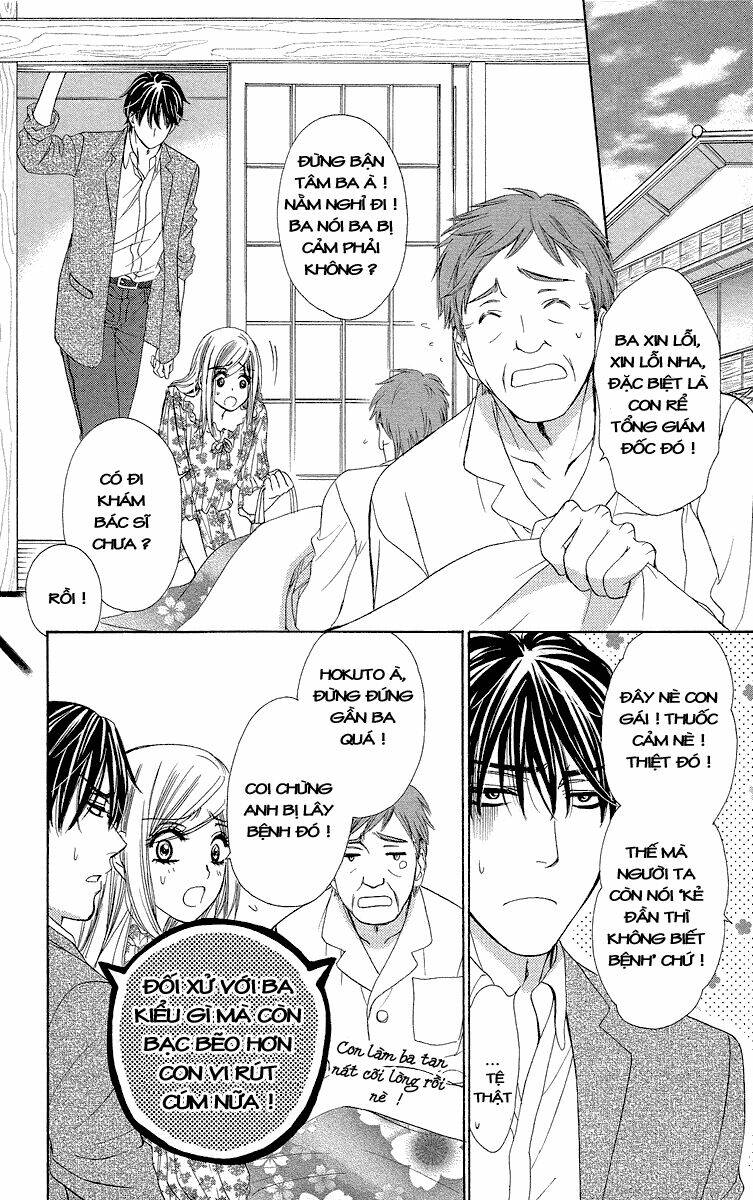 BA XIN LỖI,
XIN LỖI NHA,
ĐẶC BIỆT LÀ
CON RỂ
TỔNG GIÁM
ĐỐC ĐÓ !
ĐỪNG BẬN
TÂM BA À !
NẰM NGHỈ ĐI !
BA NÓI BA BỊ
CẢM PHẢI
KHÔNG ?
CÓ ĐI
KHÁM
BÁC SĨ
CHƯA ?
RỒI !
ĐÂY NÈ CON
GÁI ! THUỐC
CẢM NÈ !
THIỆT ĐÓ !
THẾ MÀ
NGƯỜI TA
CÒN NÓI 'KẺ
ĐẦN THÌ
KHÔNG BIẾT
BỆNH' CHỨ !
...
TỆ
THẬT
HOKUTO À,
ĐỪNG ĐỨNG
GẦN BA
QUÁ !
COI CHỪNG
ANH BỊ LÂY
BỆNH ĐÓ !
ĐỐI XỬ VỚI BA
KIỂU GÌ MÀ CÒN
BẠC BẼO HƠN
CON VI RÚT
CÚM NỮA !
Con làm ba tan
nát cõi lòng rồi
nè !